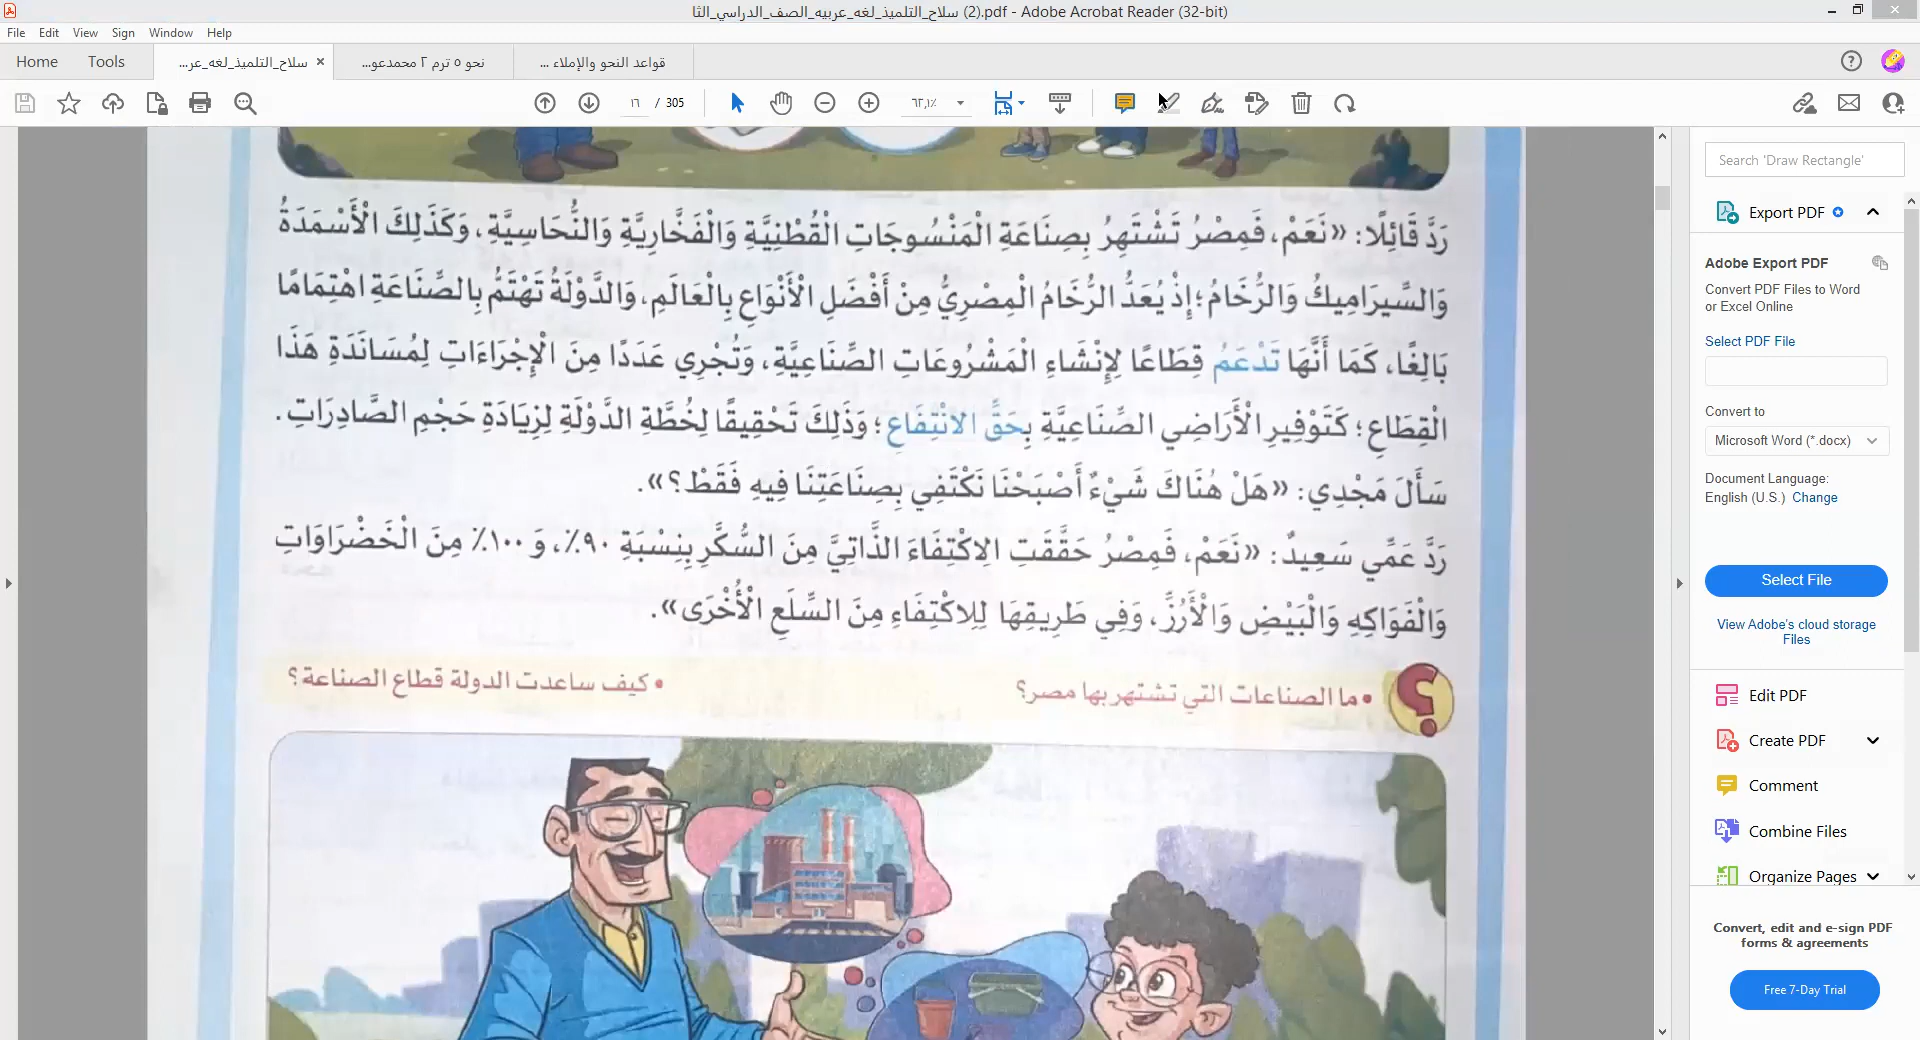 سلاح_التلميذ_لغه_عربيه_الصف_الدراسي_الثا (2).pdf - Adobe Acrobat Reader (32-bit)
File Edit View Sign Window Help
Home Tools سلاح_التلميذ_لغه_عر... نحو ٥ ترم ٢ محمدعو... قواعد النحو والإملاء ...
١٦ / 305 ٦٢,١٪
Search 'Draw Rectangle'
Export PDF
Adobe Export PDF
Convert PDF Files to Word
or Excel Online
Select PDF File
Convert to
Microsoft Word (*.docx)
Document Language:
English (U.S.) Change
Select File
View Adobe's cloud storage
Files
Edit PDF
Create PDF
Comment
Combine Files
Organize Pages
Convert, edit and e-sign PDF
forms & agreements
Free 7-Day Trial
رَدَّ قَائِلًا: «نَعَمْ، فَمِصْرُ تَشْتَهِرُ بِصِنَاعَةِ الْمَنْسُوجَاتِ الْقُطْنِيَّةِ وَالْفَخَّارِيَّةِ وَالنُّحَاسِيَّةِ، وَكَذَلِكَ الْأَسْمَدَةُ
وَالسِّيرَامِيكُ وَالرُّخَامُ؛ إِذْ يُعَدُّ الرُّخَامُ الْمِصْرِيُّ مِنْ أَفْضَلِ الْأَنْوَاعِ بِالْعَالَمِ، وَالدَّوْلَةُ تَهْتَمُّ بِالصِّنَاعَةِ اهْتِمَامًا
بَالِغًا، كَمَا أَنَّهَا تَدْعَمُ قِطَاعًا لِإِنْشَاءِ الْمَشْرُوعَاتِ الصِّنَاعِيَّةِ، وَتُجْرِي عَدَدًا مِنَ الْإِجْرَاءَاتِ لِمُسَانَدَةِ هَذَا
الْقِطَاعِ؛ كَتَوْفِيرِ الْأَرَاضِي الصِّنَاعِيَّةِ بِحَقِّ الانْتِفَاعِ؛ وَذَلِكَ تَحْقِيقًا لِخُطَّةِ الدَّوْلَةِ لِزِيَادَةِ حَجْمِ الصَّادِرَاتِ.
سَأَلَ مَجْدِي: «هَلْ هُنَاكَ شَيْءٌ أَصْبَحْنَا نَكْتَفِي بِصِنَاعَتِنَا فِيهِ فَقَطْ؟».
رَدَّ عَمِّي سَعِيدٌ: «نَعَمْ، فَمِصْرُ حَقَّقَتِ الِاكْتِفَاءَ الذَّاتِيَّ مِنَ السُّكَّرِ بِنِسْبَةِ ٩٠٪، وَ ١٠٠٪ مِنَ الْخَضْرَاوَاتِ
وَالْفَوَاكِهِ وَالْبَيْضِ وَالْأَرُزِّ، وَفِي طَرِيقِهَا لِلِاكْتِفَاءِ مِنَ السِّلَعِ الْأُخْرَى».
• ما الصناعات التي تشتهر بها مصر؟ • كيف ساعدت الدولة قطاع الصناعة؟